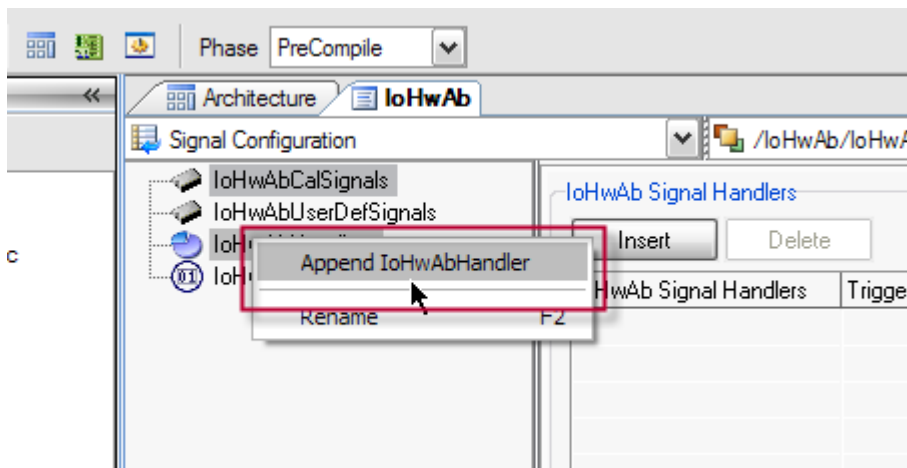 Phase PreCompile
Architecture IoHwAb
Signal Configuration /IoHwAb/IoHwA
IoHwAbCalSignals
IoHwAb Signal Handlers
IoHwAbUserDefSignals
Insert Delete
c
Append IoHwAbHandler
HwAb Signal Handlers Trigge
Rename F2